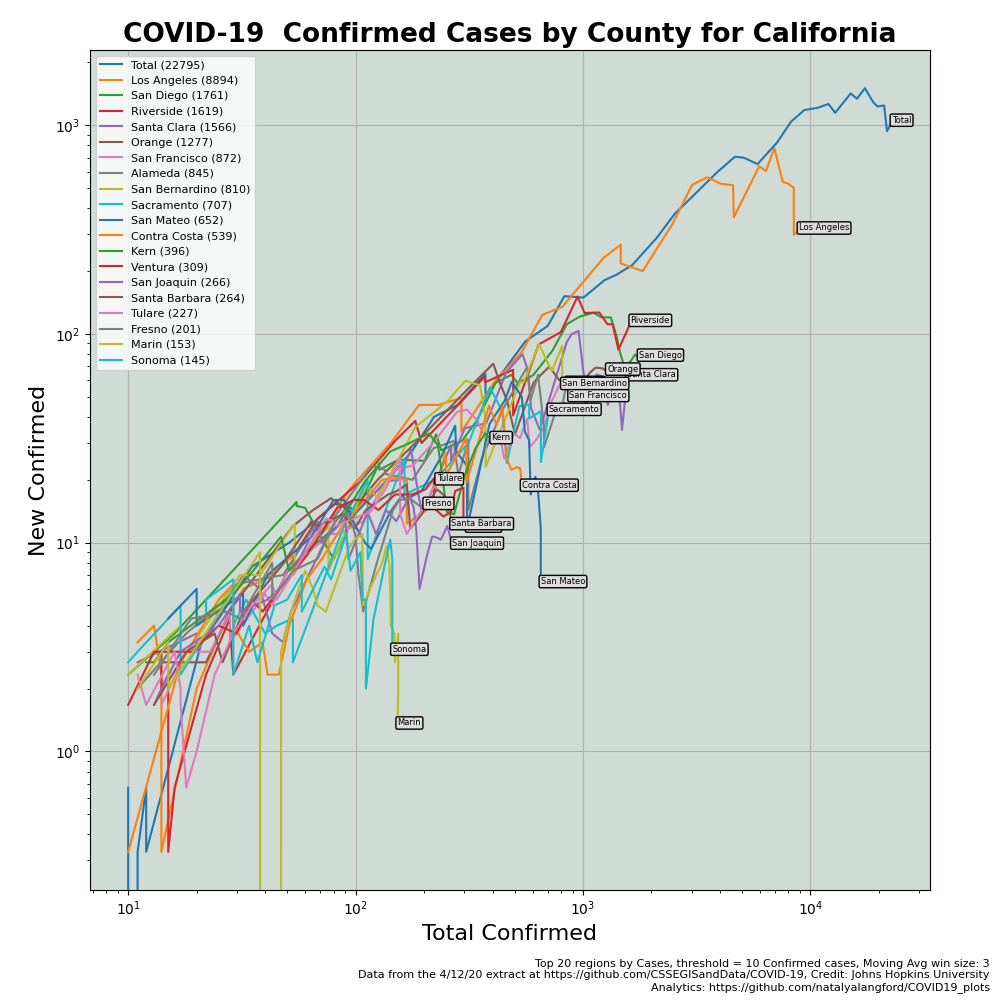 COVID-19  Confirmed Cases by County for California
Total (22795)
Los Angeles (8894)
San Diego (1761)
Riverside (1619)
Santa Clara (1566)
Orange (1277)
San Francisco (872)
Alameda (845)
San Bernardino (810)
Sacramento (707)
San Mateo (652)
Contra Costa (539)
Kern (396)
Ventura (309)
San Joaquin (266)
Santa Barbara (264)
Tulare (227)
Fresno (201)
Marin (153)
Sonoma (145)
Total
Los Angeles
Riverside
San Diego
Orange
nta Clara
San Bernardino
San Francisco
Sacramento
Kern
Tulare
Contra Costa
Fresno
Santa Barbara
San Joaquin
San Mateo
Sonoma
Marin
10³
10²
10¹
10⁰
New Confirmed
10¹ 10² 10³ 10⁴
Total Confirmed
Top 20 regions by Cases, threshold = 10 Confirmed cases, Moving Avg win size: 3
Data from the 4/12/20 extract at https://github.com/CSSEGISandData/COVID-19, Credit: Johns Hopkins University
Analytics: https://github.com/natalyalangford/COVID19_plots